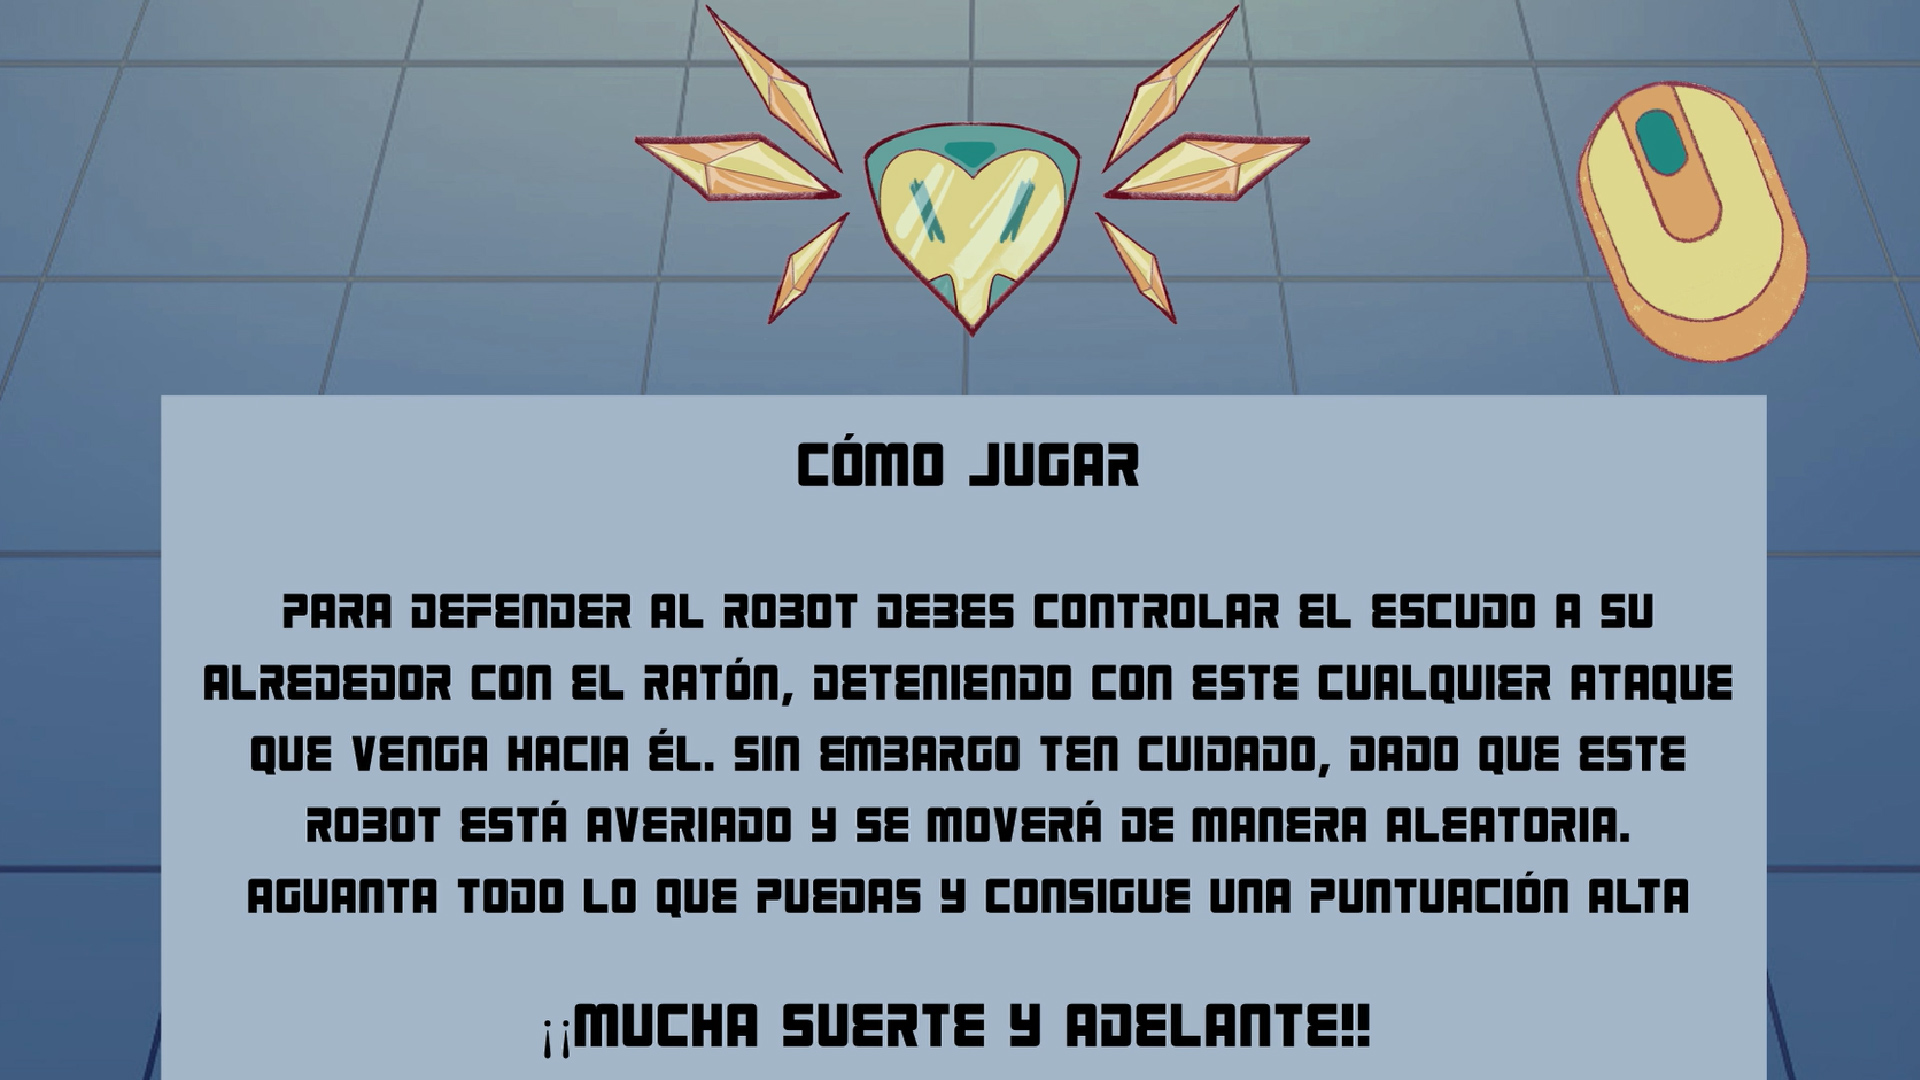 CÓMO JUGAR
PARA DEFENDER AL ROBOT DEBES CONTROLAR EL ESCUDO A SU
ALREDEDOR CON EL RATÓN, DETENIENDO CON ESTE CUALQUIER ATAQUE
QUE VENGA HACIA ÉL. SIN EMBARGO TEN CUIDADO, DADO QUE ESTE
ROBOT ESTÁ AVERIADO Y SE MOVERÁ DE MANERA ALEATORIA.
AGUANTA TODO LO QUE PUEDAS Y CONSIGUE UNA PUNTUACIÓN ALTA
¡¡MUCHA SUERTE Y ADELANTE!!